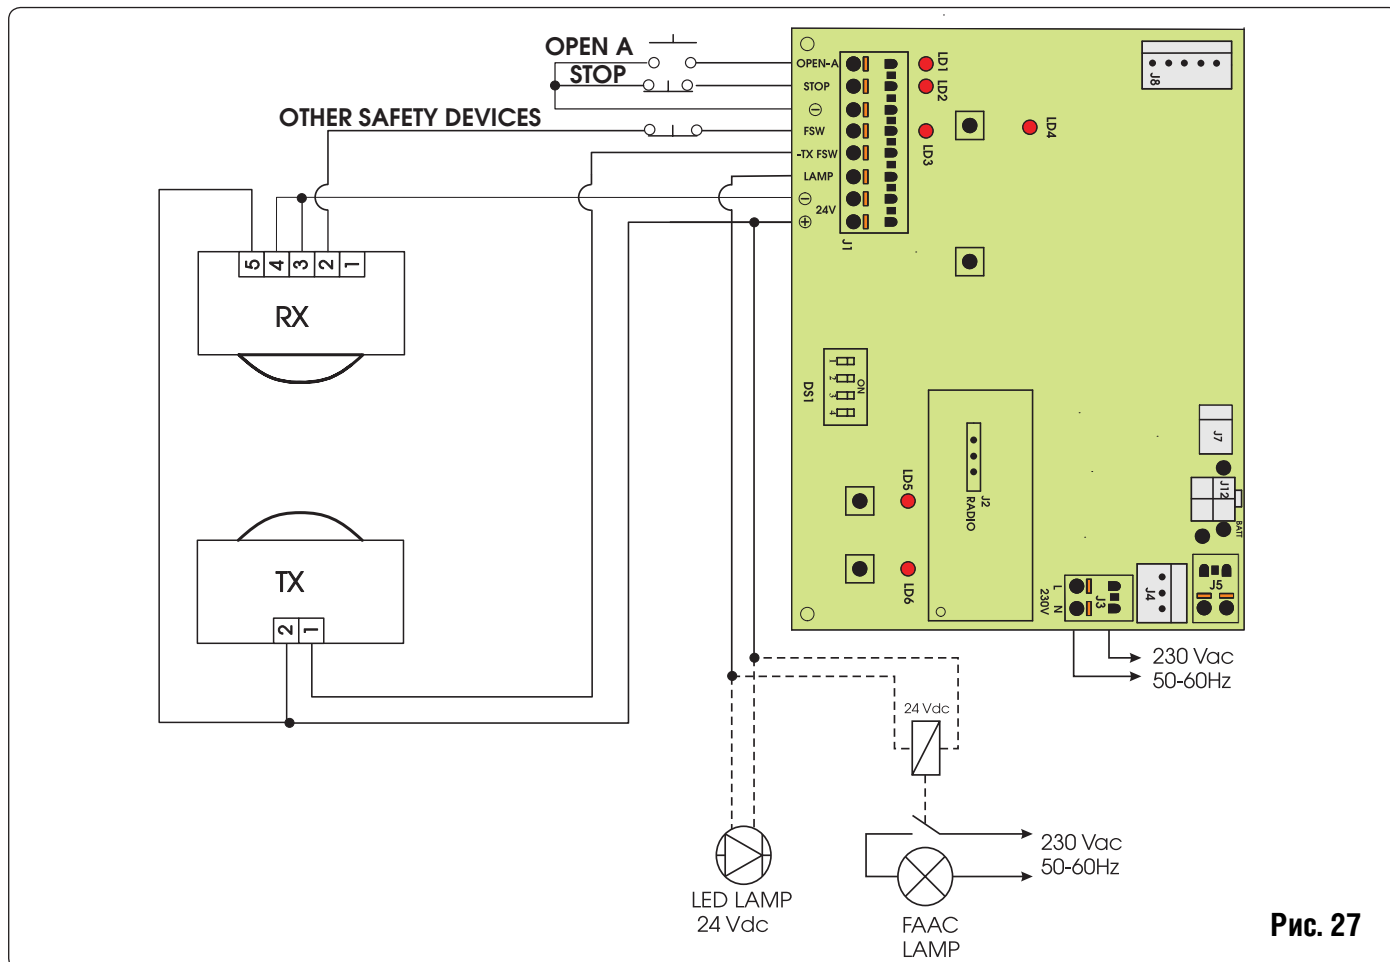 OPEN A
STOP
OTHER SAFETY DEVICES
OPEN-A
STOP
⊖
FSW
-TX FSW
LAMP
⊖
24V
⊕
J1
LD1
LD2
LD3
LD4
J8
5 4 3 2 1
RX
TX
2 1
DS1
1 2 3 4
ON
LD5
LD6
J2
RADIO
J7
J12
BATT
L N
230V
J3
J4
J5
230 Vac
50-60Hz
24 Vdc
230 Vac
50-60Hz
LED LAMP
24 Vdc
FAAC
LAMP
Рис. 27